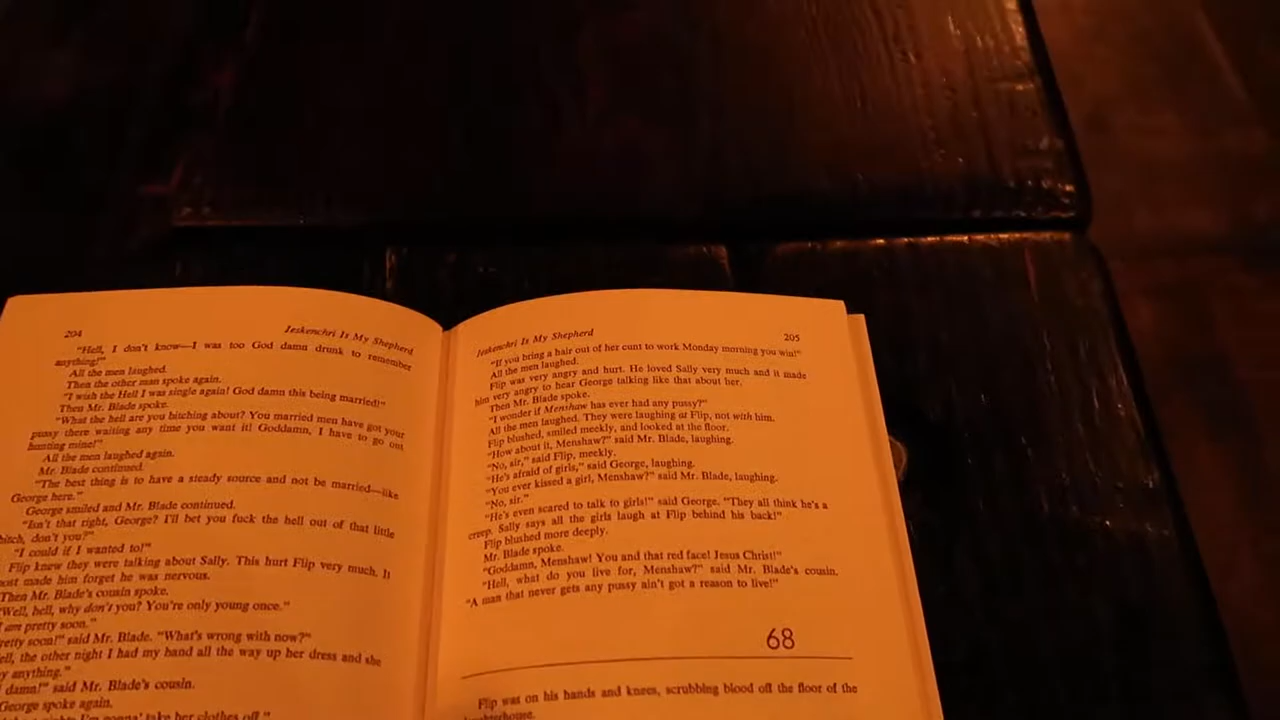 204
Jeskenchri Is My Shepherd
"Hell, I don't know—I was too God damn drunk to remember
anything!"
All the men laughed.
Then the other man spoke again.
"I wish the Hell I was single again! God damn this being married!"
Then Mr. Blade spoke.
"What the hell are you bitching about? You married men have got your
pussy there waiting any time you want it! Goddamn, I have to go out
hunting mine!"
All the men laughed again.
Mr. Blade continued.
"The best thing is to have a steady source and not be married—like
George here."
George smiled and Mr. Blade continued.
"Isn't that right, George? I'll bet you fuck the hell out of that little
bitch, don't you?"
"I could if I wanted to!"
Flip knew they were talking about Sally. This hurt Flip very much. It
made him forget he was nervous.
Then Mr. Blade's cousin spoke.
"Well, hell, why don't you? You're only young once."
I am pretty soon."
said Mr. Blade. "What's wrong with now?"
the other night I had my hand all the way up her dress and she
anything."
damn!" said Mr. Blade's cousin.
George spoke again.
I'm gonna' take her clothes off."
Jeskenchri Is My Shepherd
205
"If you bring a hair out of her cunt to work Monday morning you win!"
All the men laughed.
Flip was very angry and hurt. He loved Sally very much and it made
him very angry to hear George talking like that about her.
Then Mr. Blade spoke.
"I wonder if Menshaw has ever had any pussy?"
All the men laughed. They were laughing at Flip, not with him.
Flip blushed, smiled meekly, and looked at the floor.
"How about it, Menshaw?" said Mr. Blade, laughing.
"No, sir," said Flip, meekly.
"He's afraid of girls," said George, laughing.
"You ever kissed a girl, Menshaw?" said Mr. Blade, laughing.
"No, sir."
"He's even scared to talk to girls!" said George. "They all think he's a
creep. Sally says all the girls laugh at Flip behind his back!"
Flip blushed more deeply.
Mr. Blade spoke.
"Goddamn, Menshaw! You and that red face! Jesus Christ!"
"Hell, what do you live for, Menshaw?" said Mr. Blade's cousin.
"A man that never gets any pussy ain't got a reason to live!"
68
Flip was on his hands and knees, scrubbing blood off the floor of the